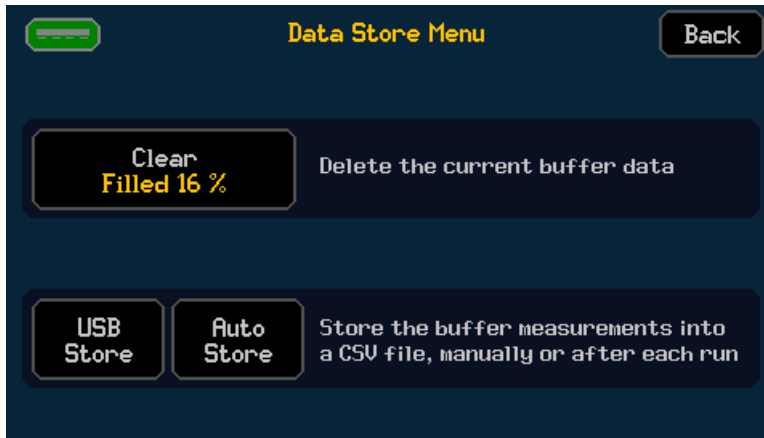 Data Store Menu
Back
Clear
Filled 16 %
Delete the current buffer data
USB
Store
Auto
Store
Store the buffer measurements into
a CSV file, manually or after each run